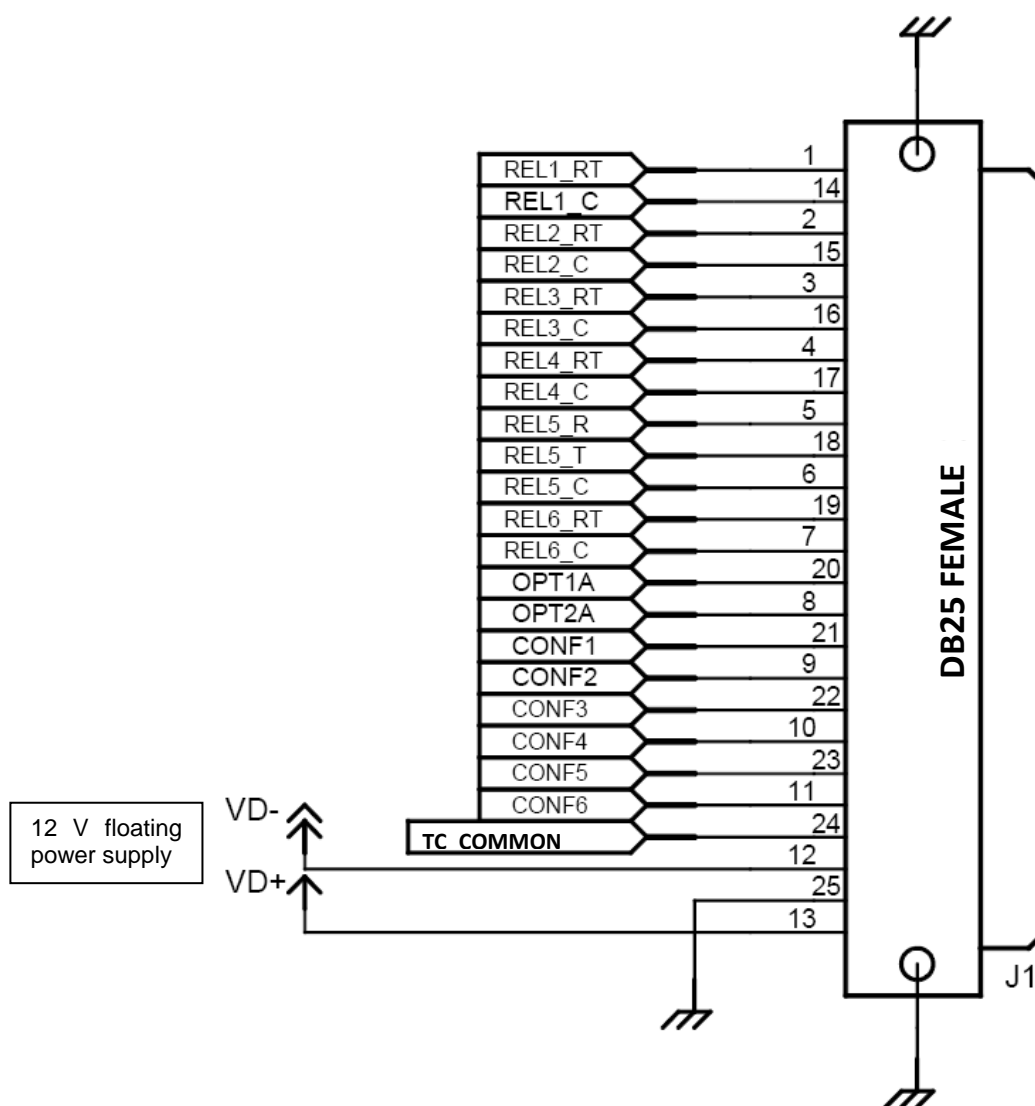 REL1_RT 1
REL1_C 14
REL2_RT 2
REL2_C 15
REL3_RT 3
REL3_C 16
REL4_RT 4
REL4_C 17
REL5_R 5
REL5_T 18
REL5_C 6
REL6_RT 19
REL6_C 7
OPT1A 20
OPT2A 8
CONF1 21
CONF2 9
CONF3 22
CONF4 10
CONF5 23
CONF6 11
TC COMMON 24
12
25
13
12 V floating
power supply
VD-
VD+
DB25 FEMALE
J1